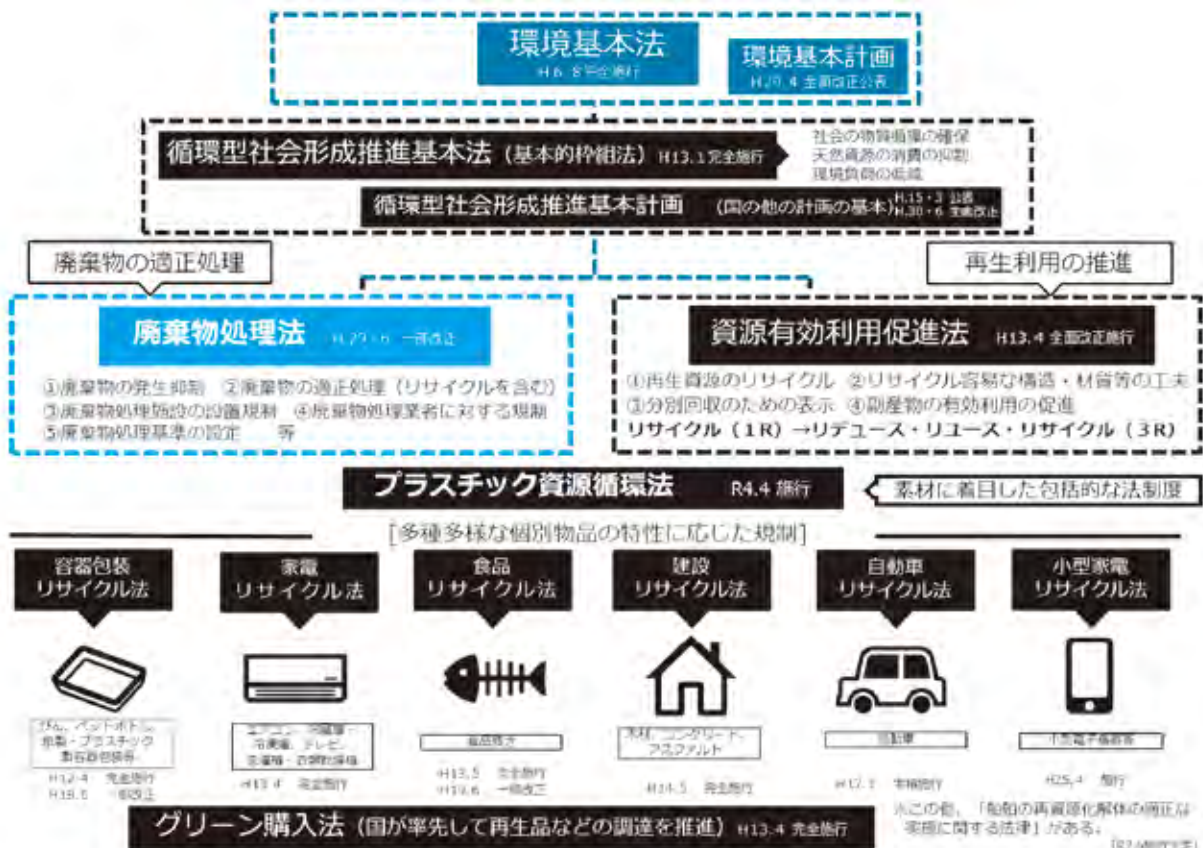 環境基本法
H6.8完全施行
環境基本計画
全面改正公表
循環型社会形成推進基本法（基本的枠組法） H13.1完全施行
社会の物質循環の確保
天然資源の消費の抑制
環境負荷の低減
循環型社会形成推進基本計画 （国の他の計画の基本）
H.15・3 公表
H.30・6 全面改正
廃棄物の適正処理
再生利用の推進
廃棄物処理法 一部改正
資源有効利用促進法 H13.4 全面改正施行
①廃棄物の発生抑制 ②廃棄物の適正処理（リサイクルを含む）
③廃棄物処理施設の設置規制 ④廃棄物処理業者に対する規制
⑤廃棄物処理基準の設定 等
①再生資源のリサイクル ②リサイクル容易な構造・材質等の工夫
③分別回収のための表示 ④副産物の有効利用の促進
リサイクル（1R）→リデュース・リユース・リサイクル（3R）
プラスチック資源循環法 R4.4 施行
素材に着目した包括的な法制度
[多種多様な個別物品の特性に応じた規制]
容器包装
リサイクル法
家電
リサイクル法
食品
リサイクル法
建設
リサイクル法
自動車
リサイクル法
小型家電
リサイクル法
びん、ペットボトル、
紙製・プラスチック
製容器包装等
エアコン、冷蔵庫・
冷凍庫、テレビ、
洗濯機・衣類乾燥機
食品残さ
木材、コンクリート、
アスファルト
自動車
小型電子機器等
H12.4 完全施行
一部改正
H13.4 完全施行
H13.5 完全施行
H19.6 一部改正
H14.5 完全施行
H17.1 本格施行
H25.4 施行
グリーン購入法（国が率先して再生品などの調達を推進） H13.4 完全施行
※この他、「船舶の再資源化解体の適正な
実施に関する法律」がある。